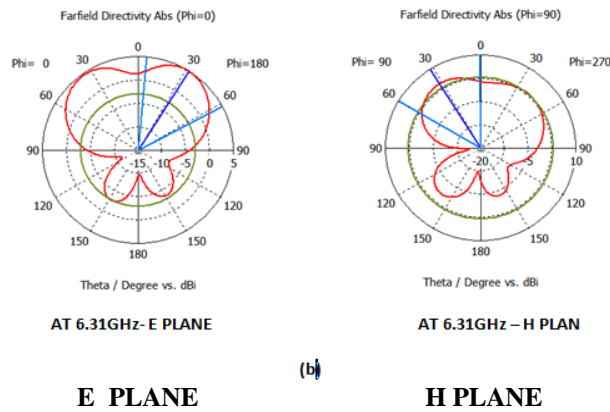 Farfield Directivity Abs (Phi=0)
Phi= 0 30 0 30 Phi=180
60 60
90 -15 -10 -5 0 5 90
120 120
150 150
180
Theta / Degree vs. dBi
AT 6.31GHz- E PLANE
Farfield Directivity Abs (Phi=90)
Phi= 90 30 0 30 Phi=270
60 60
90 -20 -5 10 90
120 120
150 150
180
Theta / Degree vs. dBi
AT 6.31GHz – H PLAN
(b)
E PLANE
H PLANE